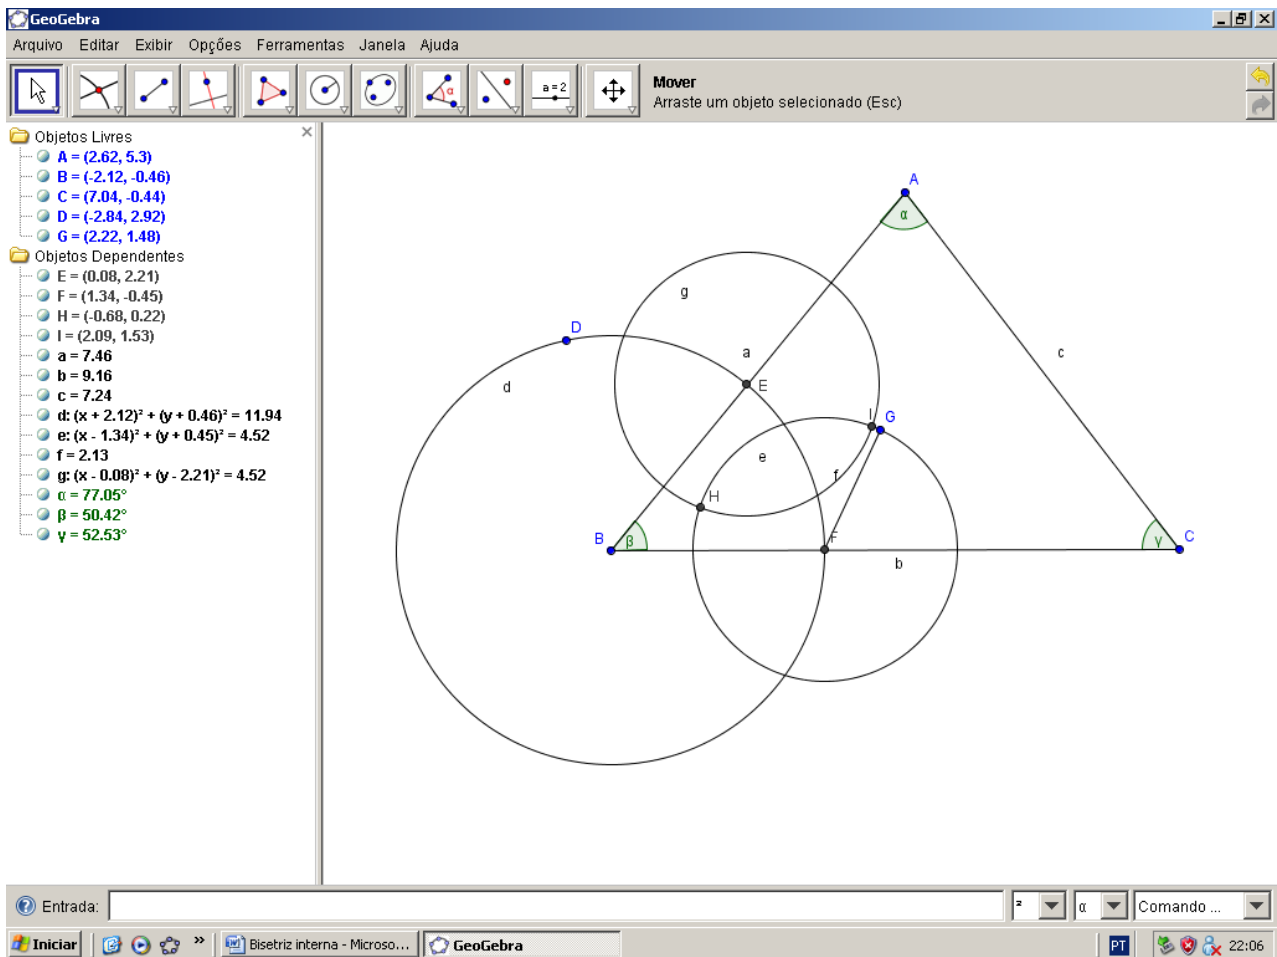 GeoGebra
Arquivo Editar Exibir Opções Ferramentas Janela Ajuda
a = 2
Mover
Arraste um objeto selecionado (Esc)
Objetos Livres
A = (2.62, 5.3)
B = (-2.12, -0.46)
C = (7.04, -0.44)
D = (-2.84, 2.92)
G = (2.22, 1.48)
Objetos Dependentes
E = (0.08, 2.21)
F = (1.34, -0.45)
H = (-0.68, 0.22)
I = (2.09, 1.53)
a = 7.46
b = 9.16
c = 7.24
d: (x + 2.12)² + (y + 0.46)² = 11.94
e: (x - 1.34)² + (y + 0.45)² = 4.52
f = 2.13
g: (x - 0.08)² + (y - 2.21)² = 4.52
α = 77.05°
β = 50.42°
γ = 52.53°
A
α
g
D
a
c
d
E
I G
e
f
H
B β F γ C
b
Entrada: ² α Comando ...
Iniciar » Bisetriz interna - Microso... GeoGebra PT 22:06